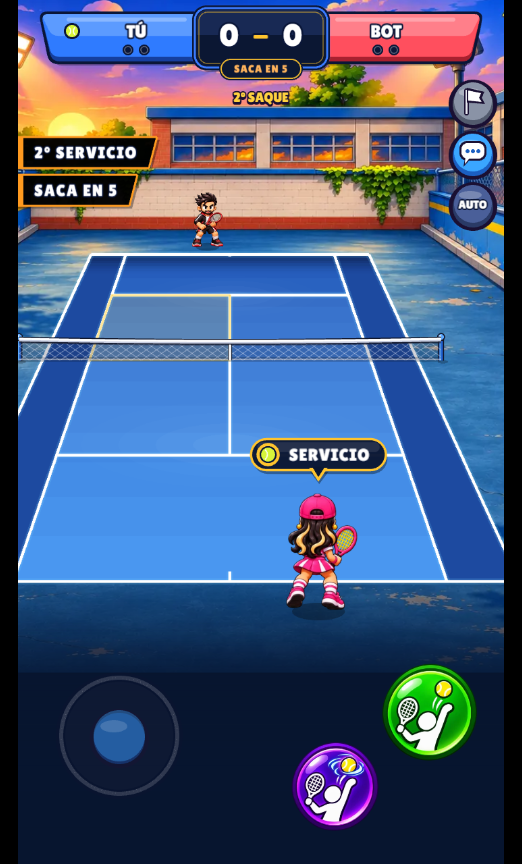 TÚ
0 – 0
BOT
SACA EN 5
2º SAQUE
2º SERVICIO
SACA EN 5
AUTO
SERVICIO